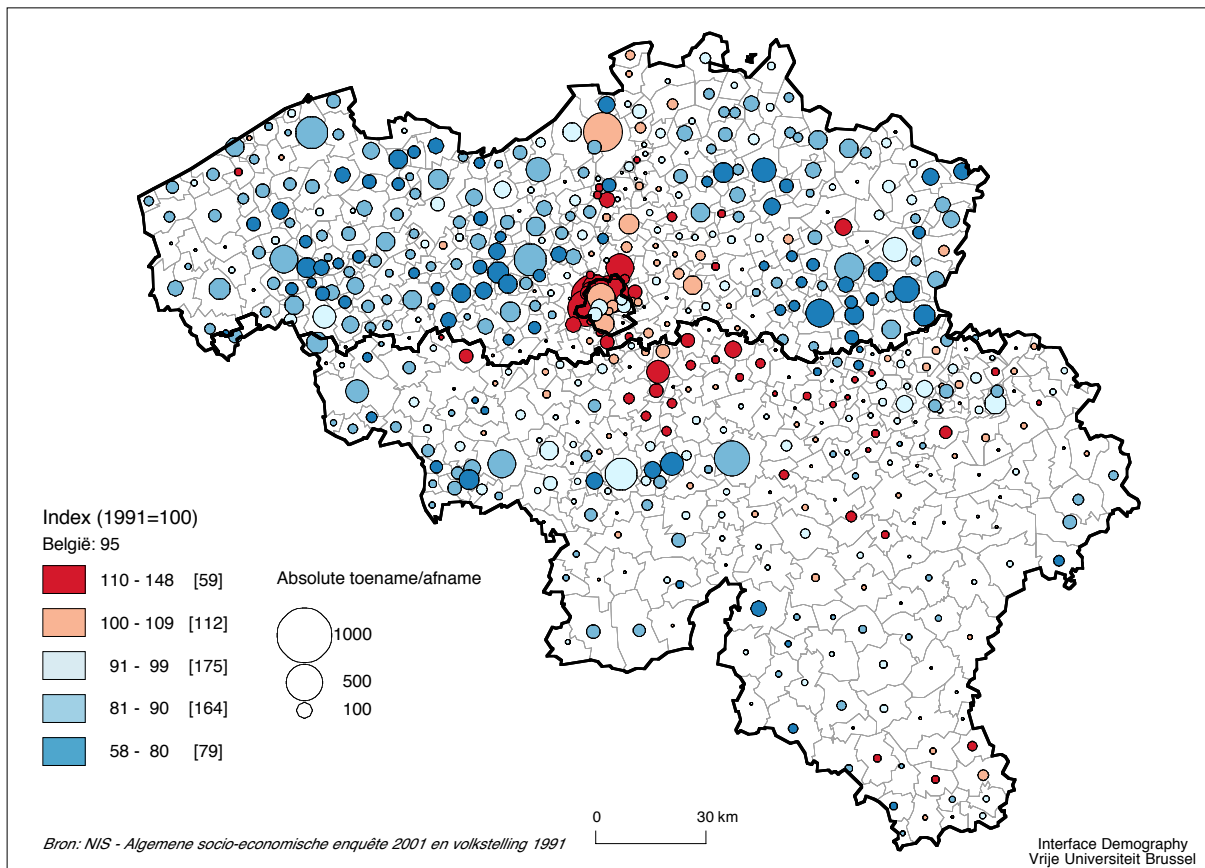 Index (1991=100)
België: 95
110 - 148 [59]
100 - 109 [112]
91 - 99 [175]
81 - 90 [164]
58 - 80 [79]
Absolute toename/afname
1000
500
100
0 30 km
Bron: NIS - Algemene socio-economische enquête 2001 en volkstelling 1991
Interface Demography
Vrije Universiteit Brussel